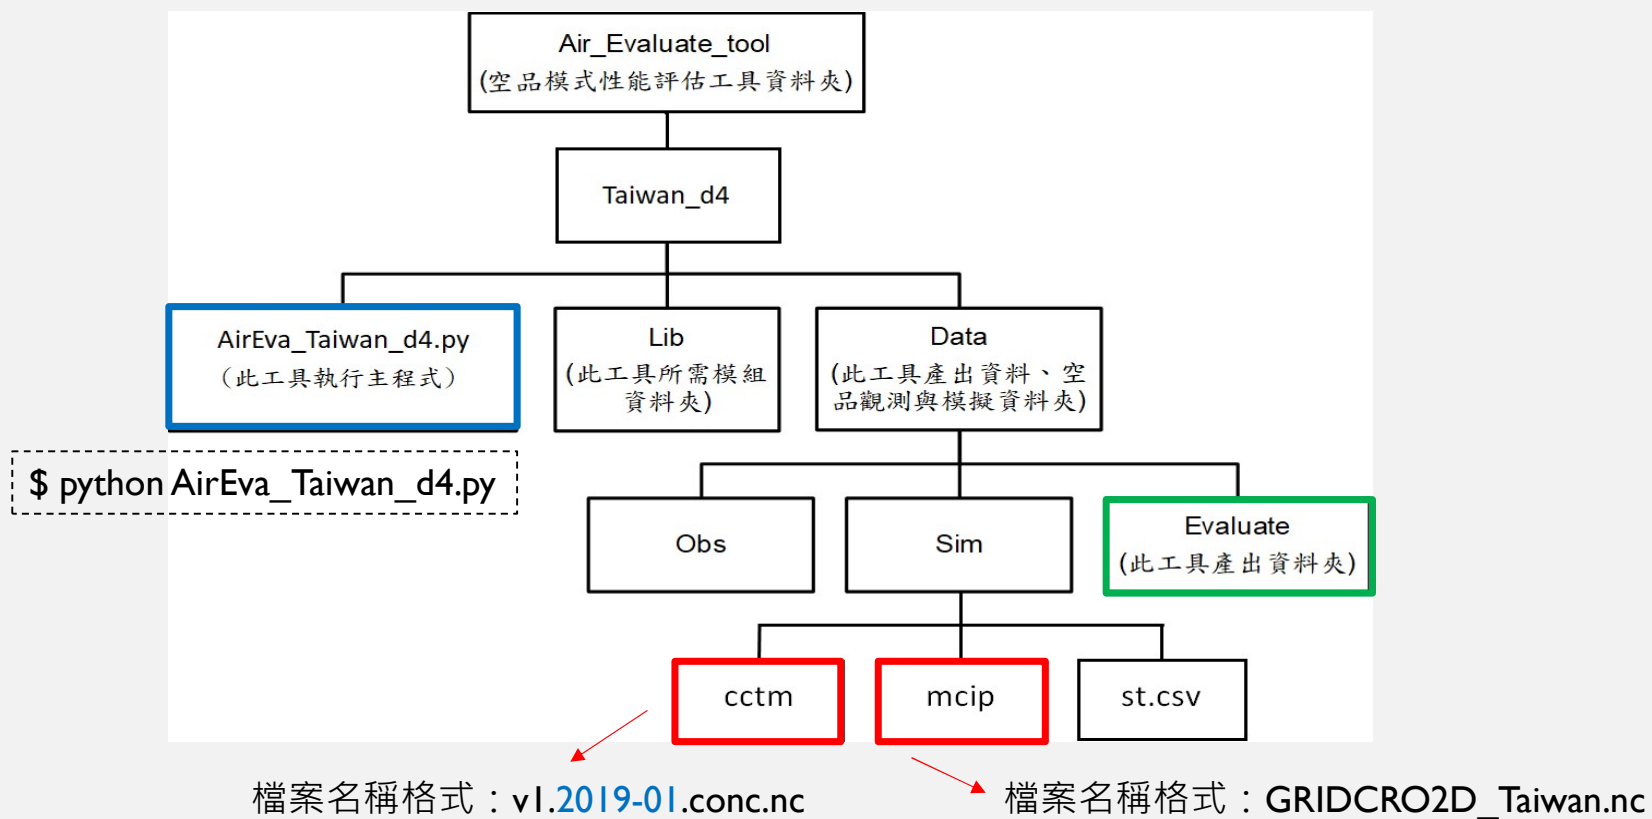 Air_Evaluate_tool
(空品模式性能評估工具資料夾)
Taiwan_d4
AirEva_Taiwan_d4.py
（此工具執行主程式）
Lib
(此工具所需模組
資料夾)
Data
(此工具產出資料、空
品觀測與模擬資料夾)
$ python AirEva_Taiwan_d4.py
Obs
Sim
Evaluate
(此工具產出資料夾)
cctm
mcip
st.csv
檔案名稱格式：v1.2019-01.conc.nc
檔案名稱格式：GRIDCRO2D_Taiwan.nc